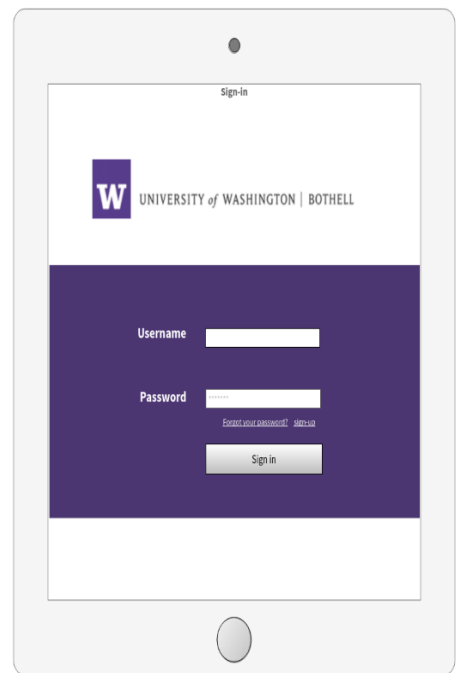 Sign-in
W UNIVERSITY of WASHINGTON | BOTHELL
Username
Password *******
Forgot your password? sign-up
Sign in